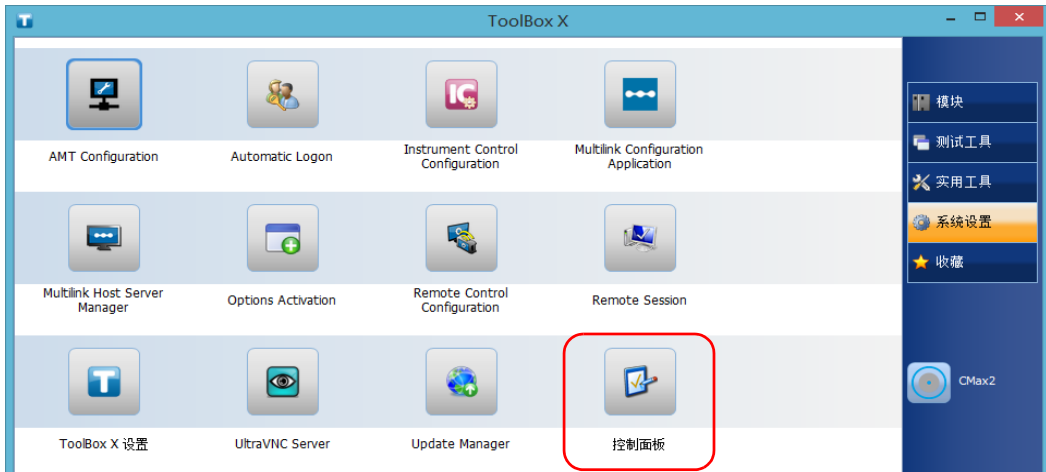 ToolBox X
AMT Configuration
Automatic Logon
Instrument Control
Configuration
Multilink Configuration
Application
Multilink Host Server
Manager
Options Activation
Remote Control
Configuration
Remote Session
ToolBox X 设置
UltraVNC Server
Update Manager
控制面板
模块
测试工具
实用工具
系统设置
收藏
CMax2